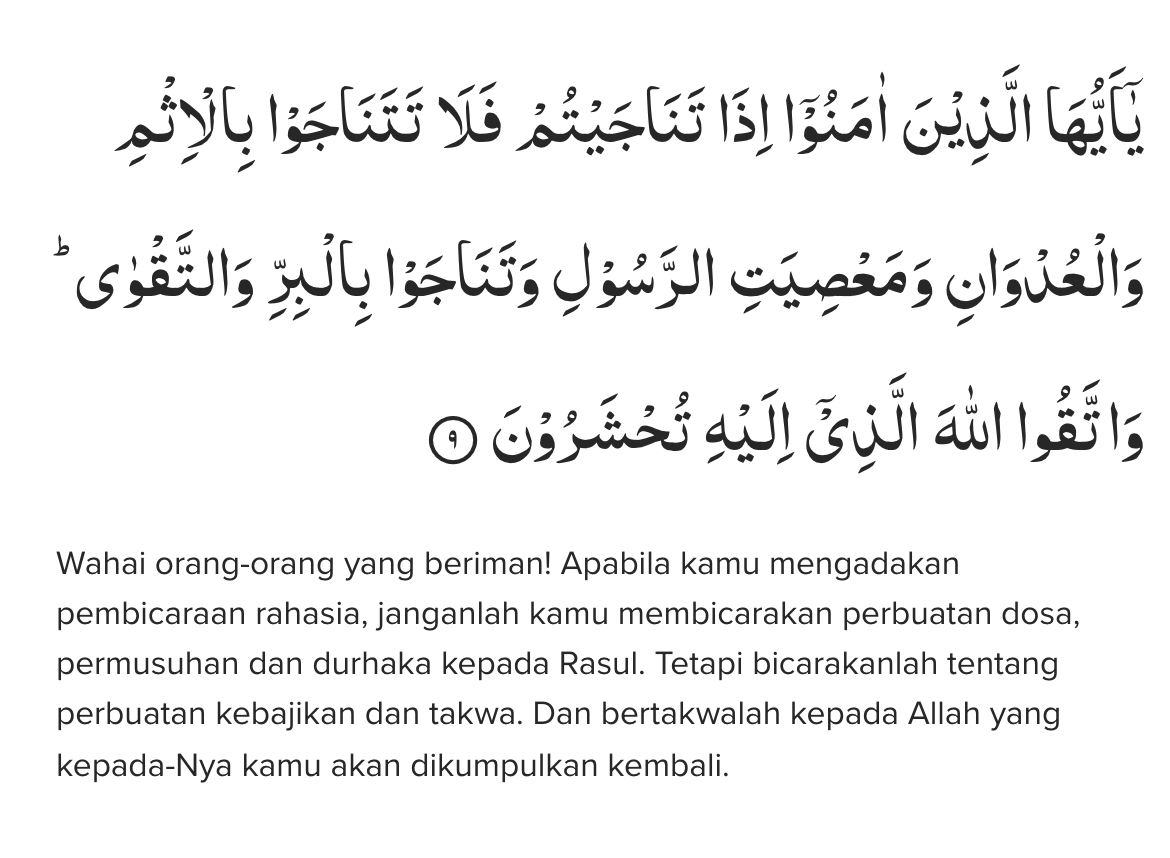 يٰٓاَيُّهَا الَّذِيْنَ اٰمَنُوْٓا اِذَا تَنَاجَيْتُمْ فَلَا تَتَنَاجَوْا بِالْاِثْمِ
وَالْعُدْوَانِ وَمَعْصِيَتِ الرَّسُوْلِ وَتَنَاجَوْا بِالْبِرِّ وَالتَّقْوٰى ۗ
وَاتَّقُوا اللّٰهَ الَّذِيْٓ اِلَيْهِ تُحْشَرُوْنَ ٩
Wahai orang-orang yang beriman! Apabila kamu mengadakan
pembicaraan rahasia, janganlah kamu membicarakan perbuatan dosa,
permusuhan dan durhaka kepada Rasul. Tetapi bicarakanlah tentang
perbuatan kebajikan dan takwa. Dan bertakwalah kepada Allah yang
kepada-Nya kamu akan dikumpulkan kembali.